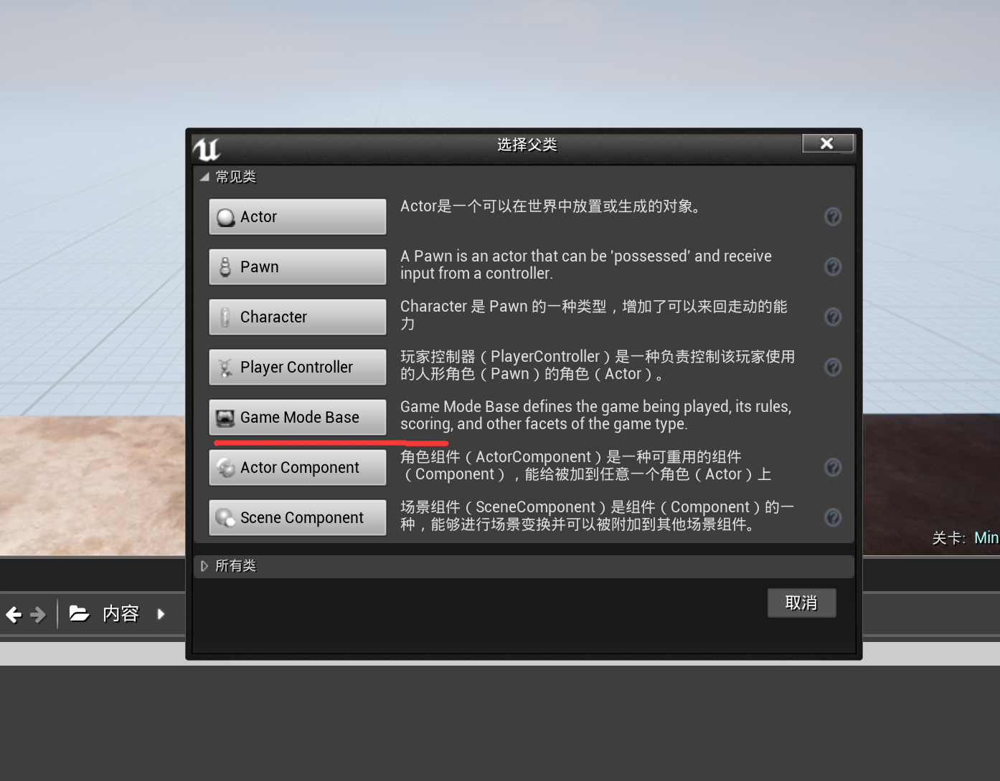 选择父类
常见类
Actor
Actor是一个可以在世界中放置或生成的对象。
Pawn
A Pawn is an actor that can be 'possessed' and receive
input from a controller.
Character
Character 是 Pawn 的一种类型，增加了可以来回走动的能
力
Player Controller
玩家控制器（PlayerController）是一种负责控制该玩家使用
的人形角色（Pawn）的角色（Actor）。
Game Mode Base
Game Mode Base defines the game being played, its rules,
scoring, and other facets of the game type.
Actor Component
角色组件（ActorComponent）是一种可重用的组件
（Component），能给被加到任意一个角色（Actor）上
Scene Component
场景组件（SceneComponent）是组件（Component）的一
种，能够进行场景变换并可以被附加到其他场景组件。
关卡: Min
所有类
取消
内容